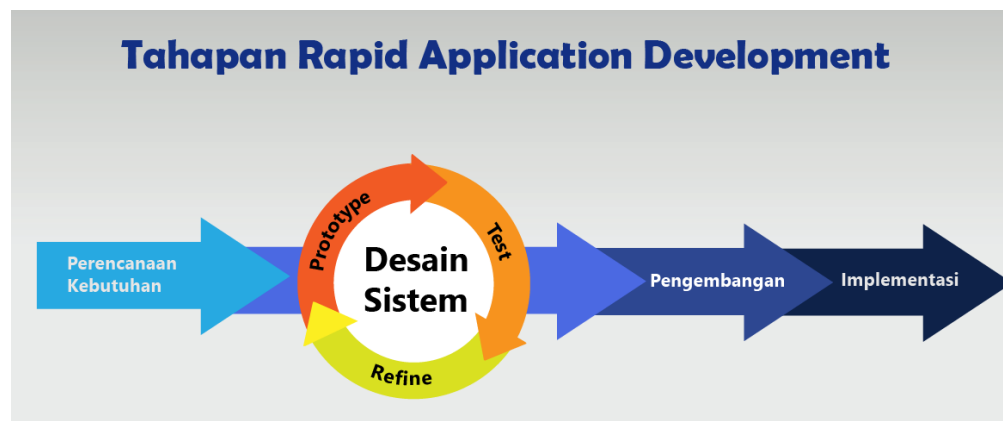 Tahapan Rapid Application Development
Perencanaan
Kebutuhan
Prototype
Test
Refine
Desain
Sistem
Pengembangan
Implementasi